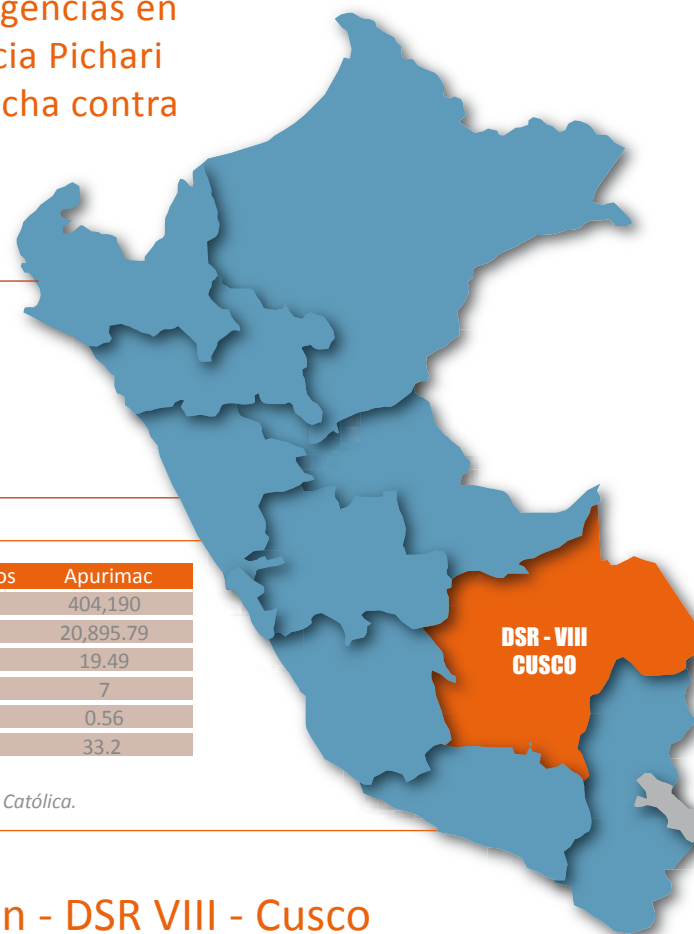 gencias en
cia Pichari
cha contra
os Apurimac
404,190
20,895.79
19.49
7
0.56
33.2
Católica.
DSR - VIII
CUSCO
n - DSR VIII - Cusco